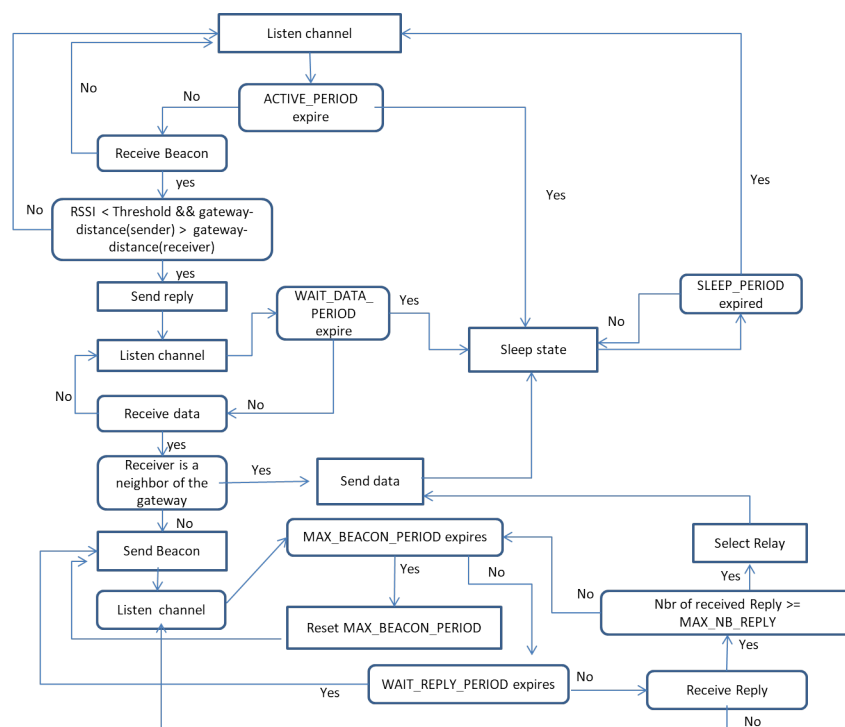 Listen channel
No
No
ACTIVE_PERIOD
expire
No
Receive Beacon
yes
Yes
Yes
No
RSSI < Threshold && gateway-
distance(sender) > gateway-
distance(receiver)
yes
Send reply
WAIT_DATA_
PERIOD
expire
Yes
SLEEP_PERIOD
expired
No
Listen channel
Sleep state
No
No
Receive data
yes
Receiver is a
neighbor of the
gateway
Yes
Send data
No
Send Beacon
MAX_BEACON_PERIOD expires
Select Relay
Yes
No
Yes
No
Listen channel
Reset MAX_BEACON_PERIOD
Nbr of received Reply >=
MAX_NB_REPLY
Yes
Yes
WAIT_REPLY_PERIOD expires
No
Receive Reply
No